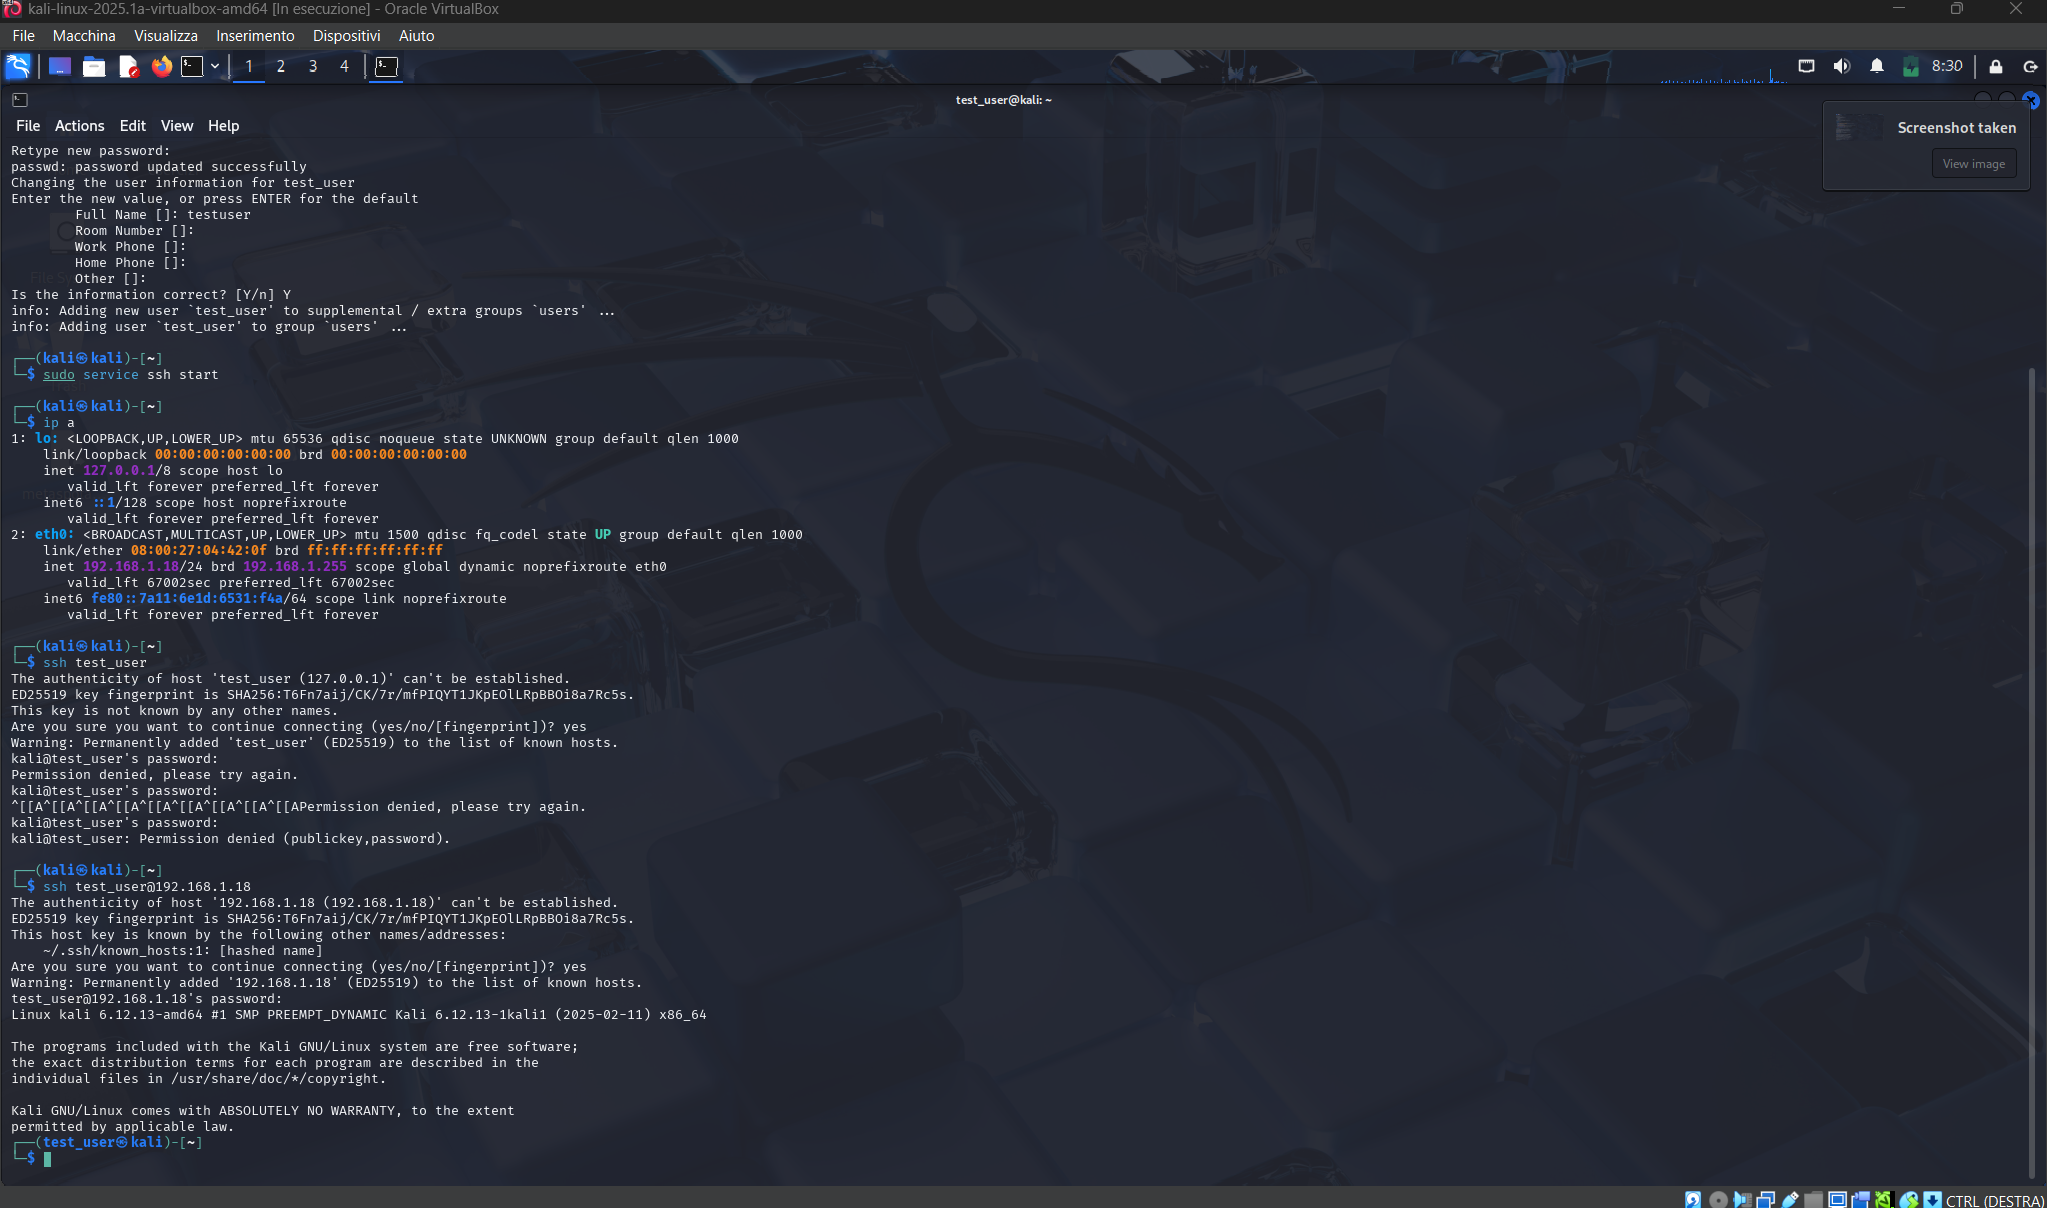 kali-linux-2025.1a-virtualbox-amd64 [In esecuzione] - Oracle VirtualBox
File Macchina Visualizza Inserimento Dispositivi Aiuto
1 2 3 4 8:30
test_user@kali: ~
File Actions Edit View Help
Screenshot taken
View image
Retype new password:
passwd: password updated successfully
Changing the user information for test_user
Enter the new value, or press ENTER for the default
Full Name []: testuser
Room Number []:
Work Phone []:
Home Phone []:
Other []:
Is the information correct? [Y/n] Y
info: Adding new user `test_user' to supplemental / extra groups `users' ...
info: Adding user `test_user' to group `users' ...
┌──(kali㉿kali)-[~]
└─$ sudo service ssh start
┌──(kali㉿kali)-[~]
└─$ ip a
1: lo: <LOOPBACK,UP,LOWER_UP> mtu 65536 qdisc noqueue state UNKNOWN group default qlen 1000
link/loopback 00:00:00:00:00:00 brd 00:00:00:00:00:00
inet 127.0.0.1/8 scope host lo
valid_lft forever preferred_lft forever
inet6 ::1/128 scope host noprefixroute
valid_lft forever preferred_lft forever
2: eth0: <BROADCAST,MULTICAST,UP,LOWER_UP> mtu 1500 qdisc fq_codel state UP group default qlen 1000
link/ether 08:00:27:04:42:0f brd ff:ff:ff:ff:ff:ff
inet 192.168.1.18/24 brd 192.168.1.255 scope global dynamic noprefixroute eth0
valid_lft 67002sec preferred_lft 67002sec
inet6 fe80::7a11:6e1d:6531:f4a/64 scope link noprefixroute
valid_lft forever preferred_lft forever
┌──(kali㉿kali)-[~]
└─$ ssh test_user
The authenticity of host 'test_user (127.0.0.1)' can't be established.
ED25519 key fingerprint is SHA256:T6Fn7aij/CK/7r/mfPIQYT1JKpEOlLRpBBOi8a7Rc5s.
This key is not known by any other names.
Are you sure you want to continue connecting (yes/no/[fingerprint])? yes
Warning: Permanently added 'test_user' (ED25519) to the list of known hosts.
kali@test_user's password:
Permission denied, please try again.
kali@test_user's password:
^[[A^[[A^[[A^[[A^[[A^[[A^[[A^[[A^[[APermission denied, please try again.
kali@test_user's password:
kali@test_user: Permission denied (publickey,password).
┌──(kali㉿kali)-[~]
└─$ ssh test_user@192.168.1.18
The authenticity of host '192.168.1.18 (192.168.1.18)' can't be established.
ED25519 key fingerprint is SHA256:T6Fn7aij/CK/7r/mfPIQYT1JKpEOlLRpBBOi8a7Rc5s.
This host key is known by the following other names/addresses:
~/.ssh/known_hosts:1: [hashed name]
Are you sure you want to continue connecting (yes/no/[fingerprint])? yes
Warning: Permanently added '192.168.1.18' (ED25519) to the list of known hosts.
test_user@192.168.1.18's password:
Linux kali 6.12.13-amd64 #1 SMP PREEMPT_DYNAMIC Kali 6.12.13-1kali1 (2025-02-11) x86_64
The programs included with the Kali GNU/Linux system are free software;
the exact distribution terms for each program are described in the
individual files in /usr/share/doc/*/copyright.
Kali GNU/Linux comes with ABSOLUTELY NO WARRANTY, to the extent
permitted by applicable law.
┌──(test_user㉿kali)-[~]
└─$
CTRL (DESTRA)